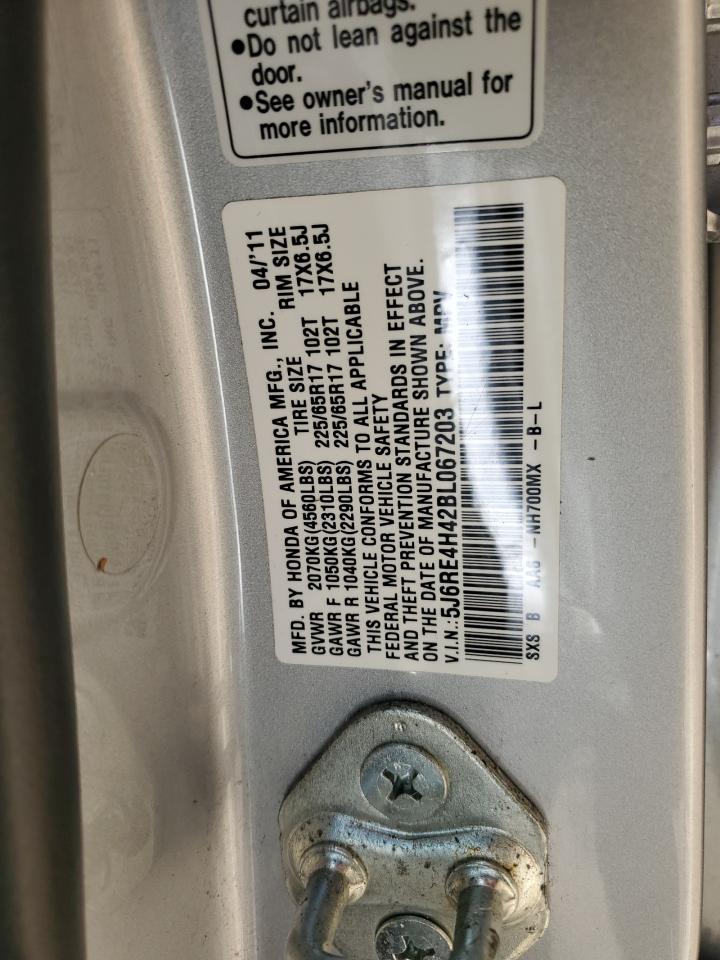 curtain airbags.
●Do not lean against the
door.
●See owner's manual for
more information.
MFD. BY HONDA OF AMERICA MFG., INC. 04/'11
GVWR 2070KG(4560LBS) TIRE SIZE RIM SIZE
GAWR F 1050KG(2310LBS) 225/65R17 102T 17X6.5J
GAWR R 1040KG(2290LBS) 225/65R17 102T 17X6.5J
THIS VEHICLE CONFORMS TO ALL APPLICABLE
FEDERAL MOTOR VEHICLE SAFETY
AND THEFT PREVENTION STANDARDS IN EFFECT
ON THE DATE OF MANUFACTURE SHOWN ABOVE.
V.I.N.:5J6RE4H42BL067203 TYPE: MPV
SXS B -NH700MX -B-L